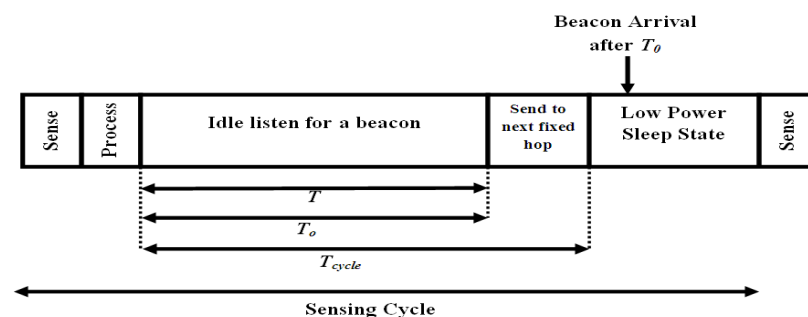 Beacon Arrival
after T0
Sense
Process
Idle listen for a beacon
Send to
next fixed
hop
Low Power
Sleep State
Sense
T
To
Tcycle
Sensing Cycle